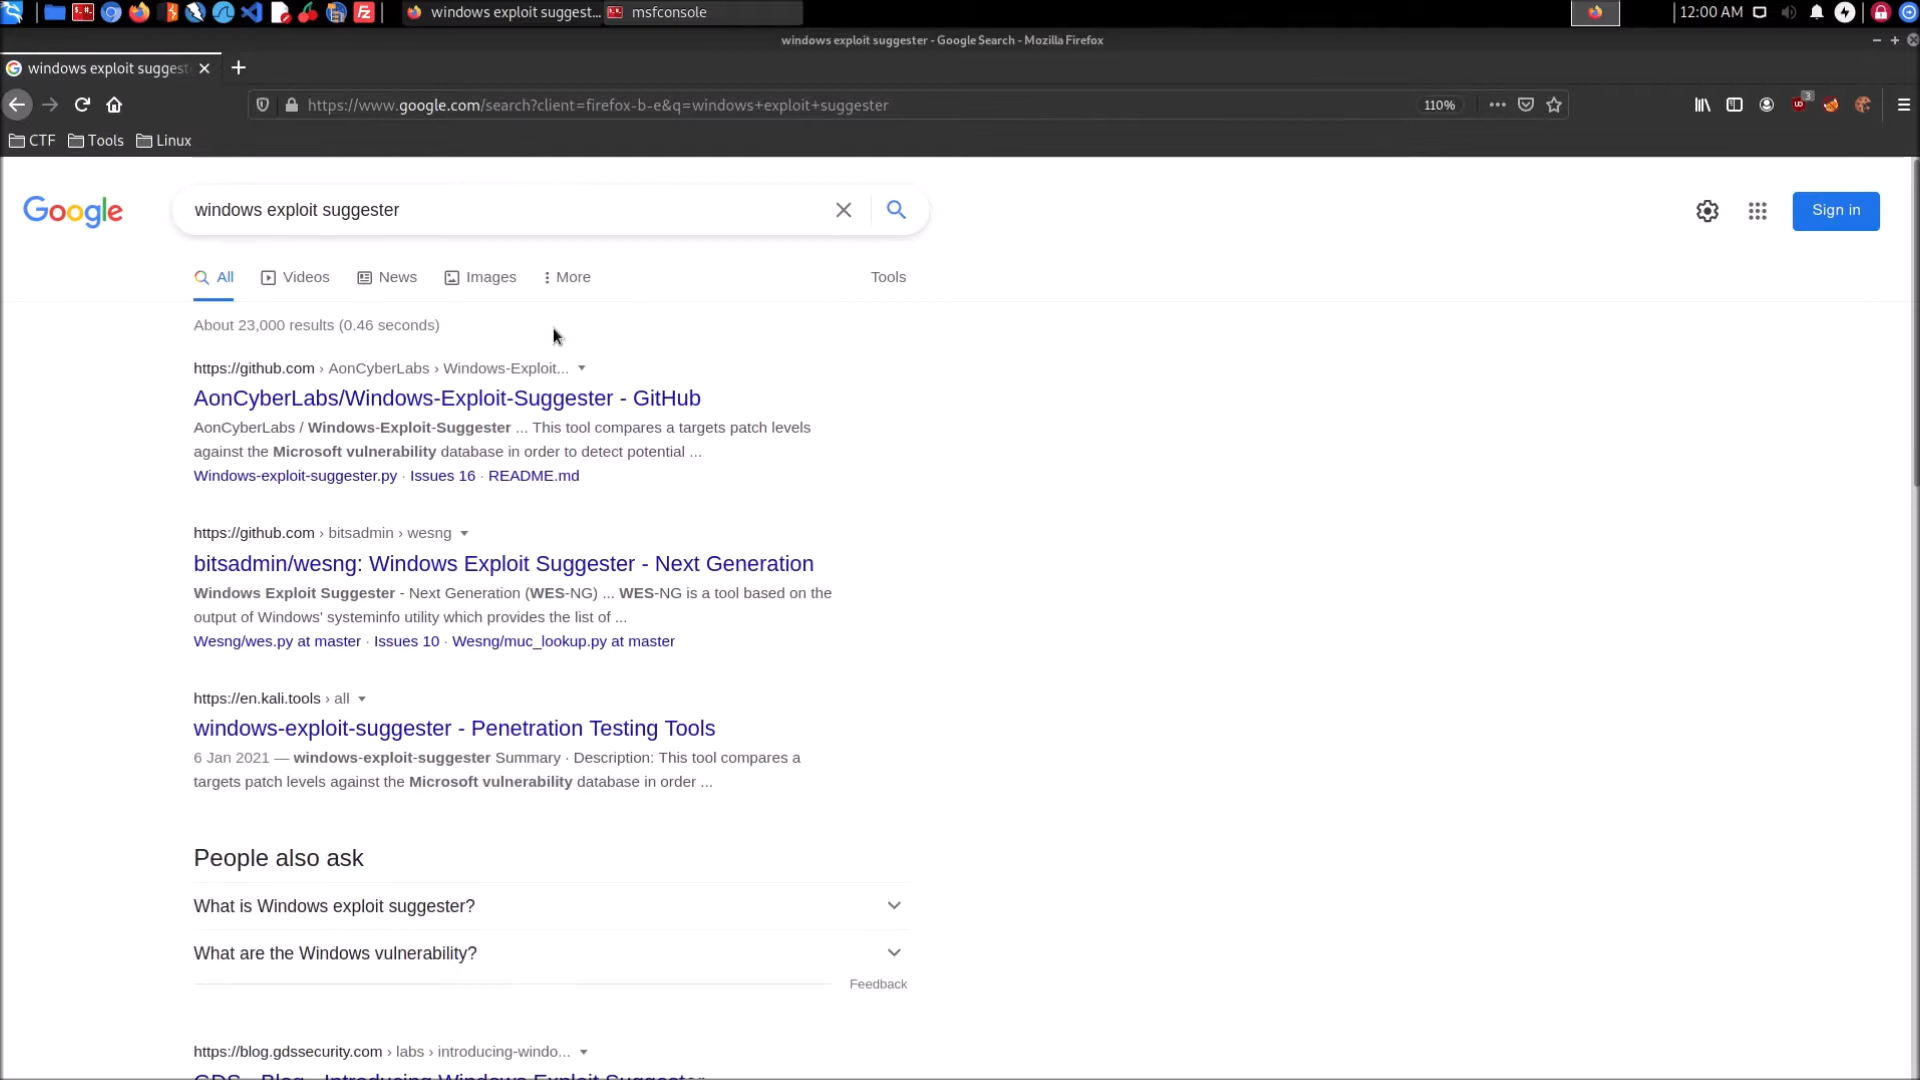 windows exploit suggest...
msfconsole
12:00 AM
windows exploit suggester - Google Search - Mozilla Firefox
windows exploit suggest
https://www.google.com/search?client=firefox-b-e&q=windows+exploit+suggester
110%
3
CTF
Tools
Linux
Google
windows exploit suggester
Sign in
All
Videos
News
Images
More
Tools
About 23,000 results (0.46 seconds)
https://github.com › AonCyberLabs › Windows-Exploit...
AonCyberLabs/Windows-Exploit-Suggester - GitHub
AonCyberLabs / Windows-Exploit-Suggester ... This tool compares a targets patch levels
against the Microsoft vulnerability database in order to detect potential ...
Windows-exploit-suggester.py · Issues 16 · README.md
https://github.com › bitsadmin › wesng
bitsadmin/wesng: Windows Exploit Suggester - Next Generation
Windows Exploit Suggester - Next Generation (WES-NG) ... WES-NG is a tool based on the
output of Windows' systeminfo utility which provides the list of ...
Wesng/wes.py at master · Issues 10 · Wesng/muc_lookup.py at master
https://en.kali.tools › all
windows-exploit-suggester - Penetration Testing Tools
6 Jan 2021 — windows-exploit-suggester Summary · Description: This tool compares a
targets patch levels against the Microsoft vulnerability database in order ...
People also ask
What is Windows exploit suggester?
What are the Windows vulnerability?
Feedback
https://blog.gdssecurity.com › labs › introducing-windo...
GDS - Blog - Introducing Windows Exploit Suggester